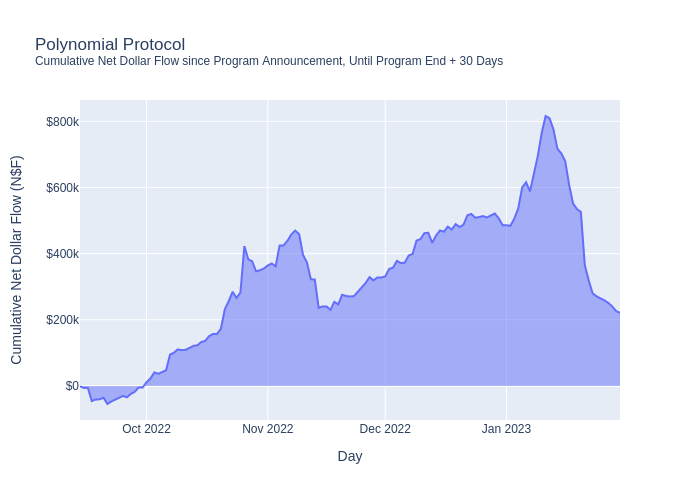 Polynomial Protocol
Cumulative Net Dollar Flow since Program Announcement, Until Program End + 30 Days
Cumulative Net Dollar Flow (N$F)
$800k
$600k
$400k
$200k
$0
Oct 2022
Nov 2022
Dec 2022
Jan 2023
Day